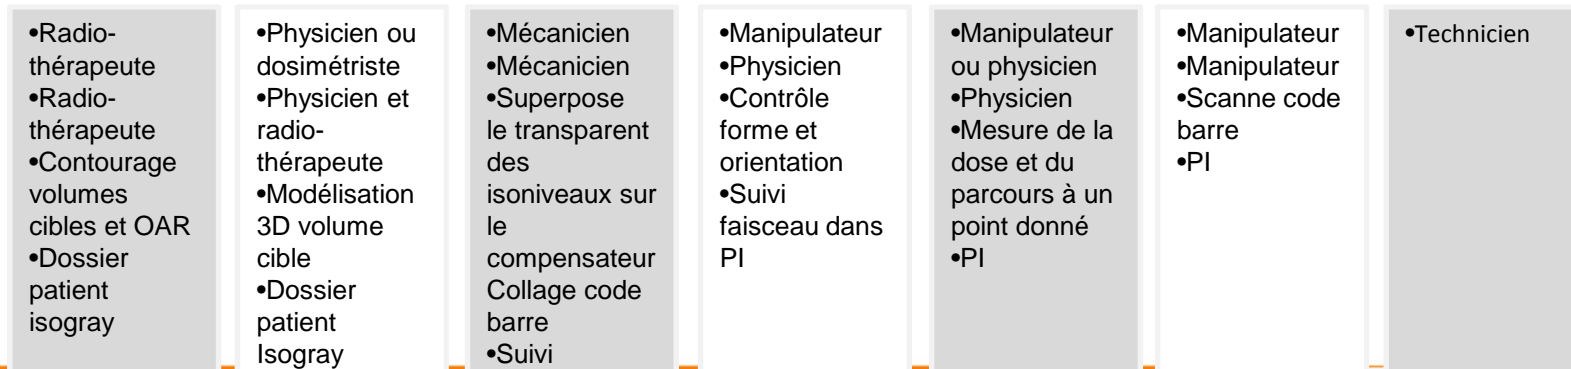 •Radio-
thérapeute
•Radio-
thérapeute
•Contourage
volumes
cibles et OAR
•Dossier
patient
isogray
•Physicien ou
dosimétriste
•Physicien et
radio-
thérapeute
•Modélisation
3D volume
cible
•Dossier
patient
Isogray
•Mécanicien
•Mécanicien
•Superpose
le transparent
des
isoniveaux sur
le
compensateur
Collage code
barre
•Suivi
•Manipulateur
•Physicien
•Contrôle
forme et
orientation
•Suivi
faisceau dans
PI
•Manipulateur
ou physicien
•Physicien
•Mesure de la
dose et du
parcours à un
point donné
•PI
•Manipulateur
•Manipulateur
•Scanne code
barre
•PI
•Technicien